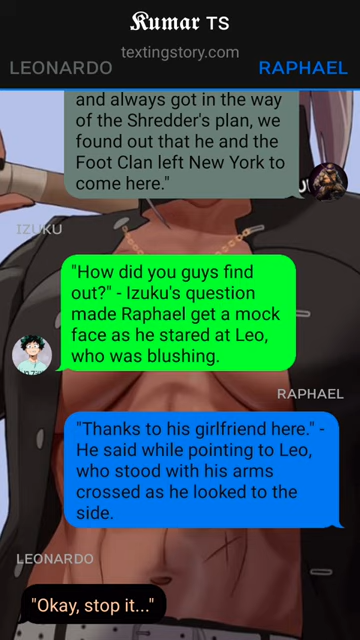 Kumar TS
textingstory.com
LEONARDO
RAPHAEL
and always got in the way
of the Shredder's plan, we
found out that he and the
Foot Clan left New York to
come here."
IZUKU
"How did you guys find
out?" - Izuku's question
made Raphael get a mock
face as he stared at Leo,
who was blushing.
RAPHAEL
"Thanks to his girlfriend here." -
He said while pointing to Leo,
who stood with his arms
crossed as he looked to the
side.
LEONARDO
"Okay, stop it..."